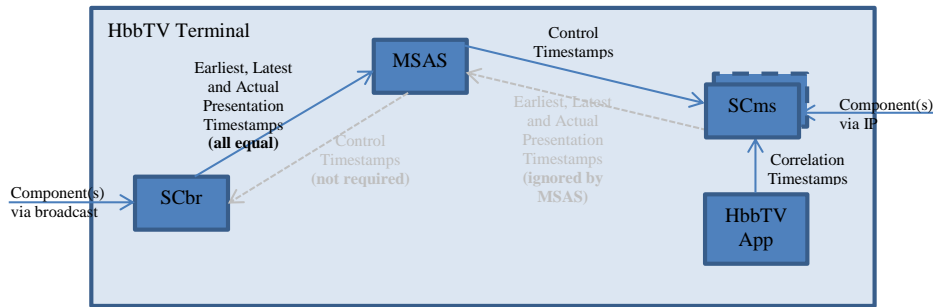 HbbTV Terminal
MSAS
Control
Timestamps
Earliest, Latest
and Actual
Presentation
Timestamps
(all equal)
Earliest, Latest
and Actual
Presentation
Timestamps
(ignored by
MSAS)
SCms
Component(s)
via IP
Control
Timestamps
(not required)
Correlation
Timestamps
Component(s)
via broadcast
SCbr
HbbTV
App